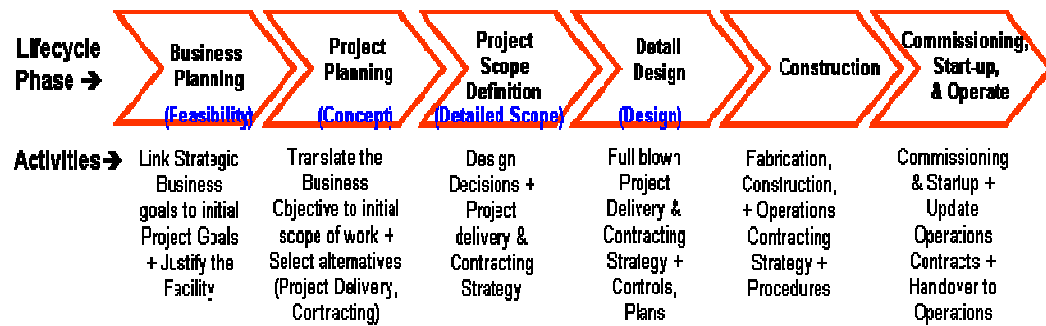 Lifecycle
Phase →
Business
Planning
(Feasibility)
Project
Planning
(Concept)
Project
Scope
Definition
(Detailed Scope)
Detail
Design
(Design)
Construction
Commissioning,
Start-up,
& Operate
Activities →
Link Strategic
Business
goals to initial
Project Goals
+ Justify the
Facility
Translate the
Business
Objective to initial
scope of work +
Select alternatives
(Project Delivery,
Contracting)
Design
Decisions +
Project
delivery &
Contracting
Strategy
Full blown
Project
Delivery &
Contracting
Strategy +
Controls,
Plans
Fabrication,
Construction,
+ Operations
Contracting
Strategy +
Procedures
Commissioning
& Startup +
Update
Operations
Contracts +
Handover to
Operations